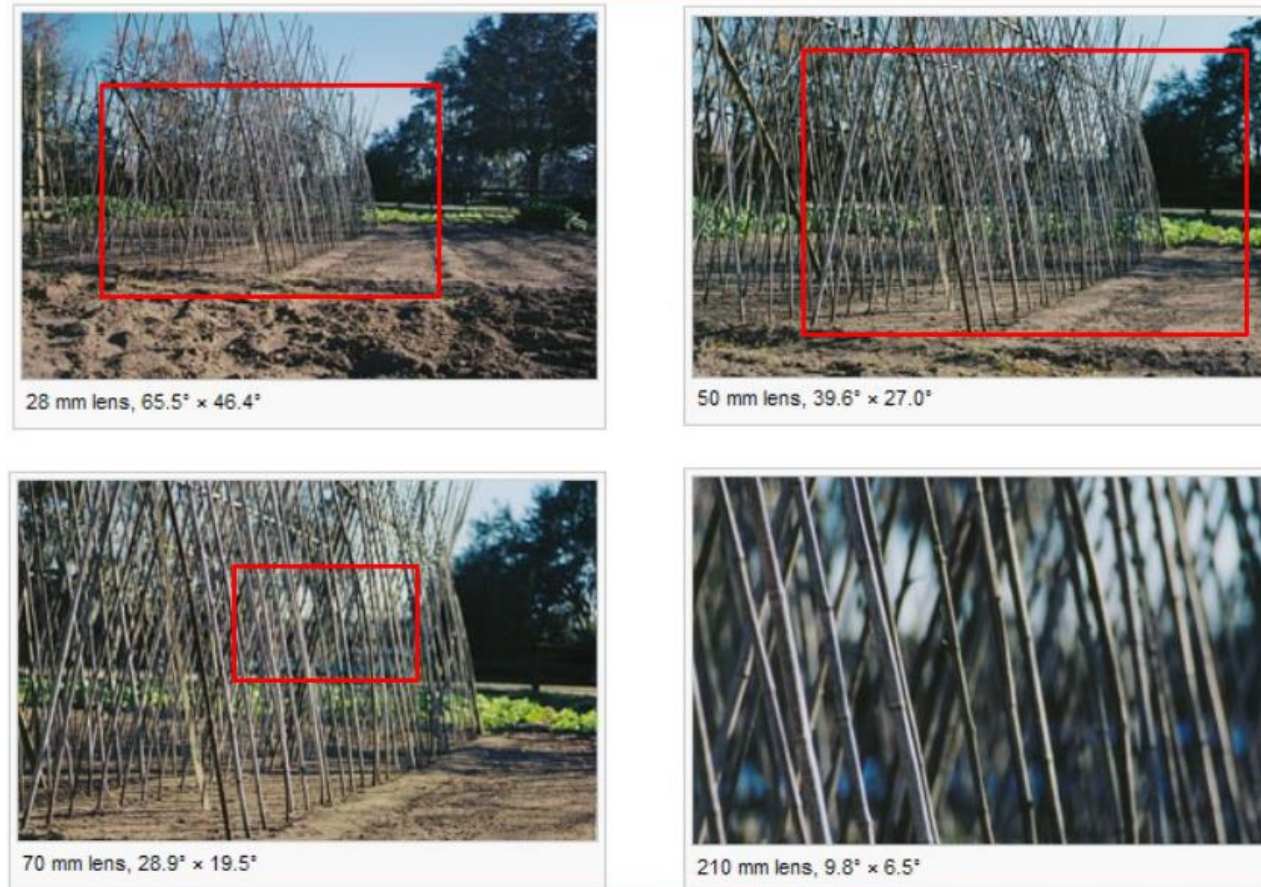 28 mm lens, 65.5° × 46.4°
50 mm lens, 39.6° × 27.0°
70 mm lens, 28.9° × 19.5°
210 mm lens, 9.8° × 6.5°